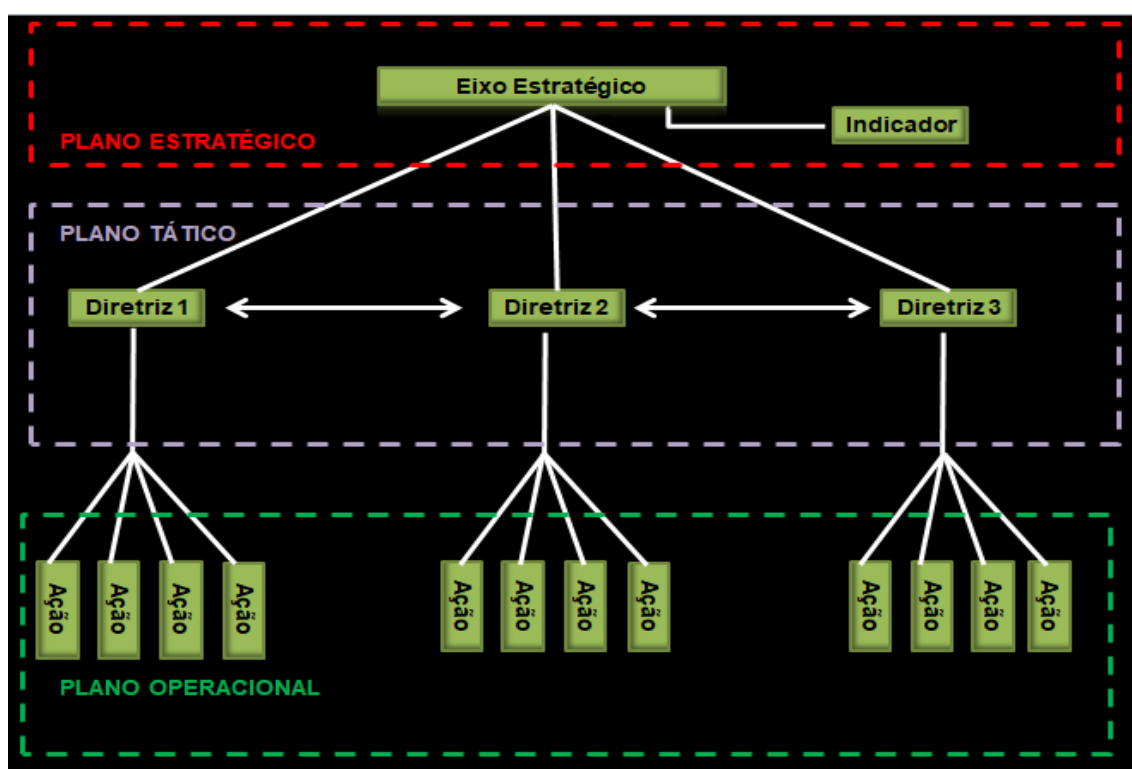 Eixo Estratégico
Indicador
PLANO ESTRATÉGICO
PLANO TÁTICO
Diretriz 1
Diretriz 2
Diretriz 3
Ação
Ação
Ação
Ação
Ação
Ação
Ação
Ação
Ação
Ação
Ação
Ação
PLANO OPERACIONAL